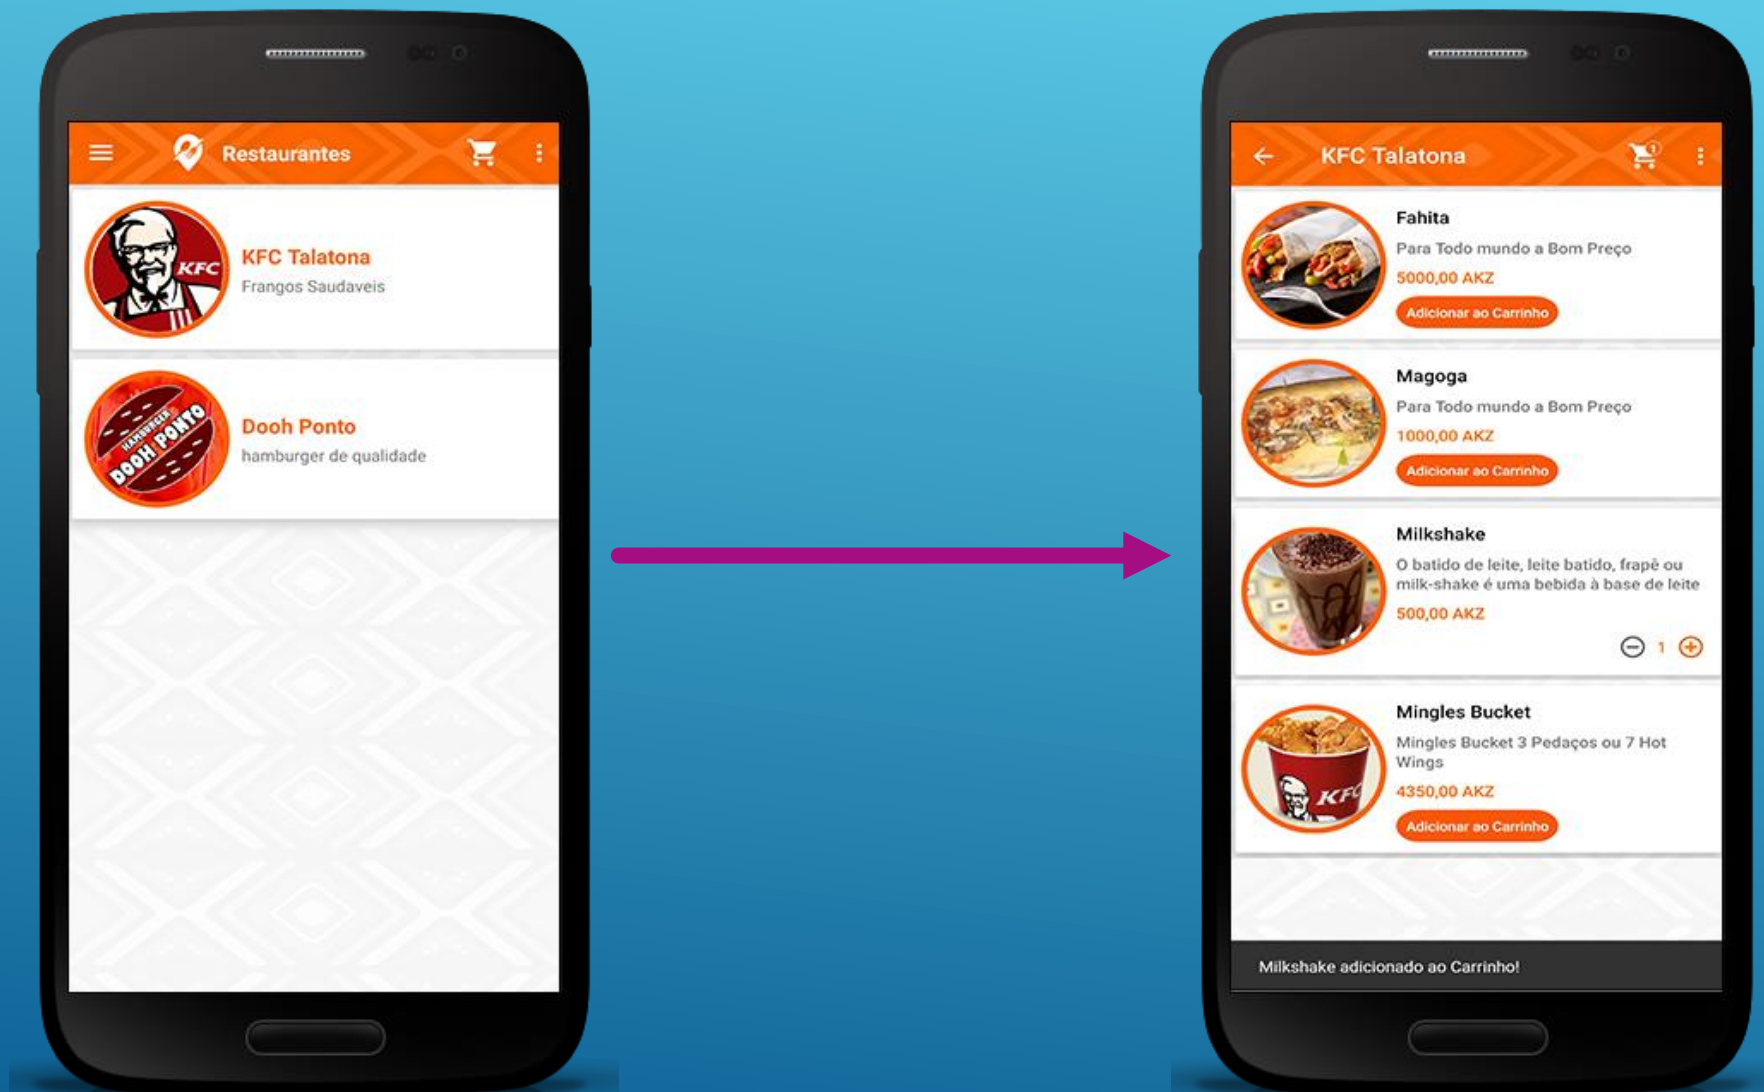 Restaurantes
KFC
KFC Talatona
Frangos Saudaveis
HAMBURGER
DOOH PONTO
Dooh Ponto
hamburger de qualidade
KFC Talatona
1
Fahita
Para Todo mundo a Bom Preço
5000,00 AKZ
Adicionar ao Carrinho
Magoga
Para Todo mundo a Bom Preço
1000,00 AKZ
Adicionar ao Carrinho
Milkshake
O batido de leite, leite batido, frapê ou
milk-shake é uma bebida à base de leite
500,00 AKZ
1
Mingles Bucket
Mingles Bucket 3 Pedaços ou 7 Hot
Wings
4350,00 AKZ
KFC
Adicionar ao Carrinho
Milkshake adicionado ao Carrinho!